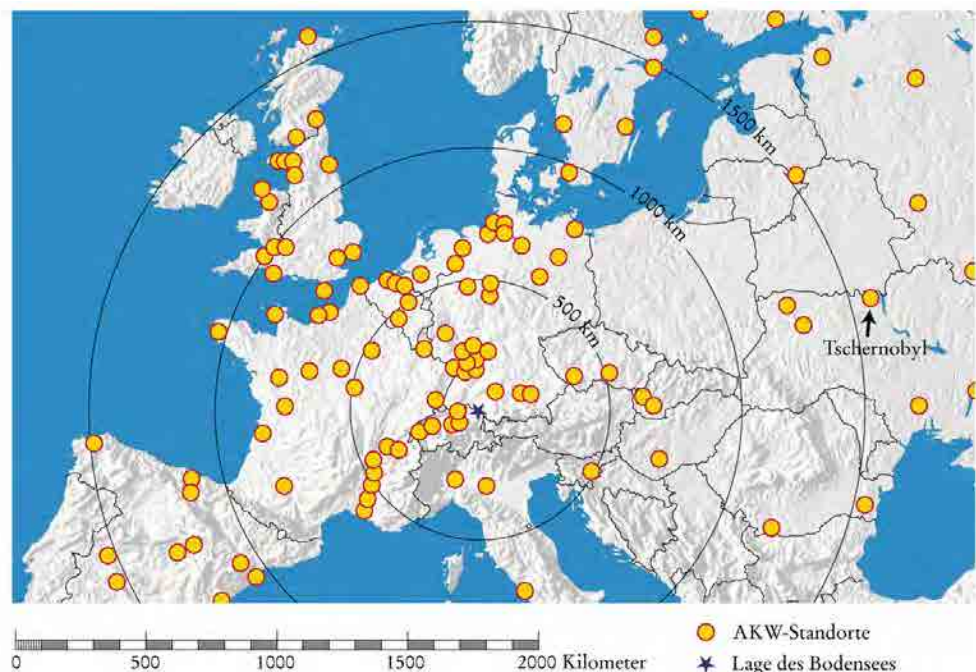 1500 km
1000 km
500 km
Tschernobyl
0 500 1000 1500 2000 Kilometer
AKW-Standorte
Lage des Bodensees